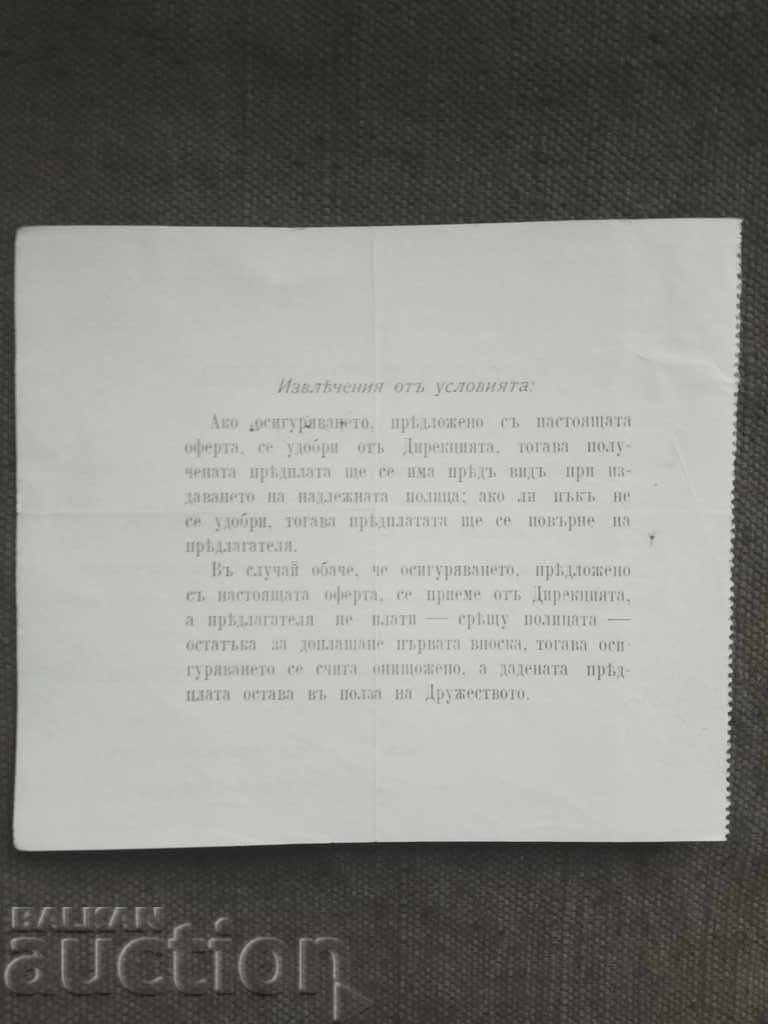 Извлѣчения отъ условията:
Ако осигуряването, прѣдложено съ настоящата
оферта, се удобри отъ Дирекцията, тогава полу-
чената прѣдплата ще се има прѣдъ видъ при из-
даването на надлежната полица; ако ли пъкъ не
се удобри, тогава прѣдплатата ще се повърне на
прѣдлагателя.
Въ случай обаче, че осигуряването, прѣдложено
съ настоящата оферта, се приеме отъ Дирекцията,
а прѣдлагателя не плати — срѣщу полицата —
остатъка за доплащане първата вноска, тогава оси-
гуряването се счита онищожено, а дадената прѣд-
плата остава въ полза на Дружеството.
BALKAN
auction